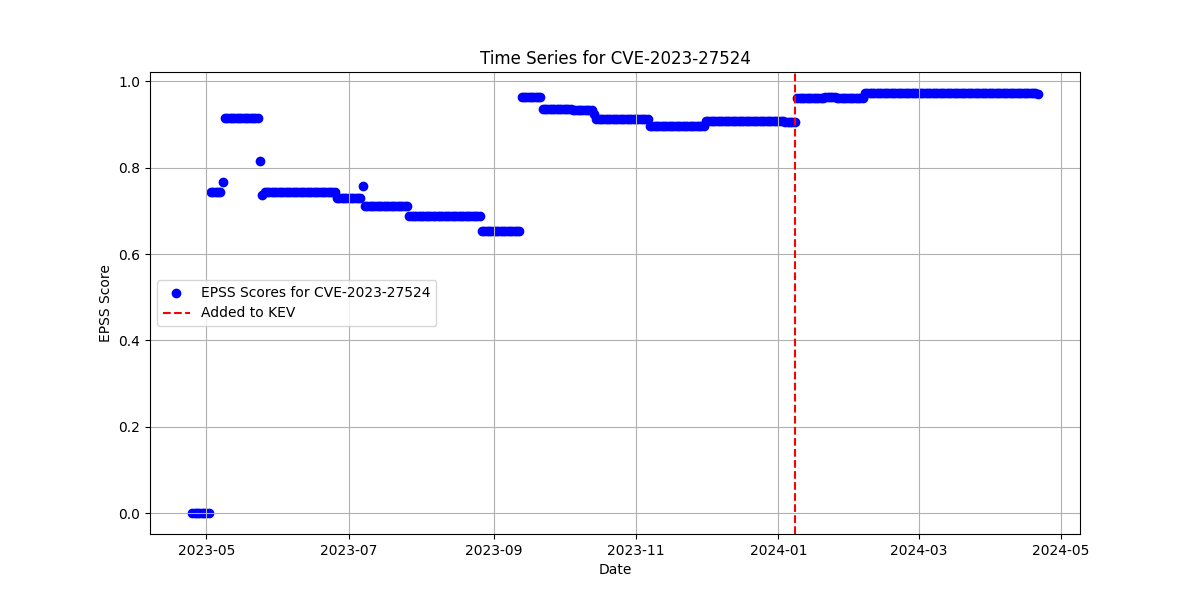 Time Series for CVE-2023-27524
1.0
0.8
0.6
0.4
0.2
0.0
EPSS Score
EPSS Scores for CVE-2023-27524
Added to KEV
2023-05 2023-07 2023-09 2023-11 2024-01 2024-03 2024-05
Date